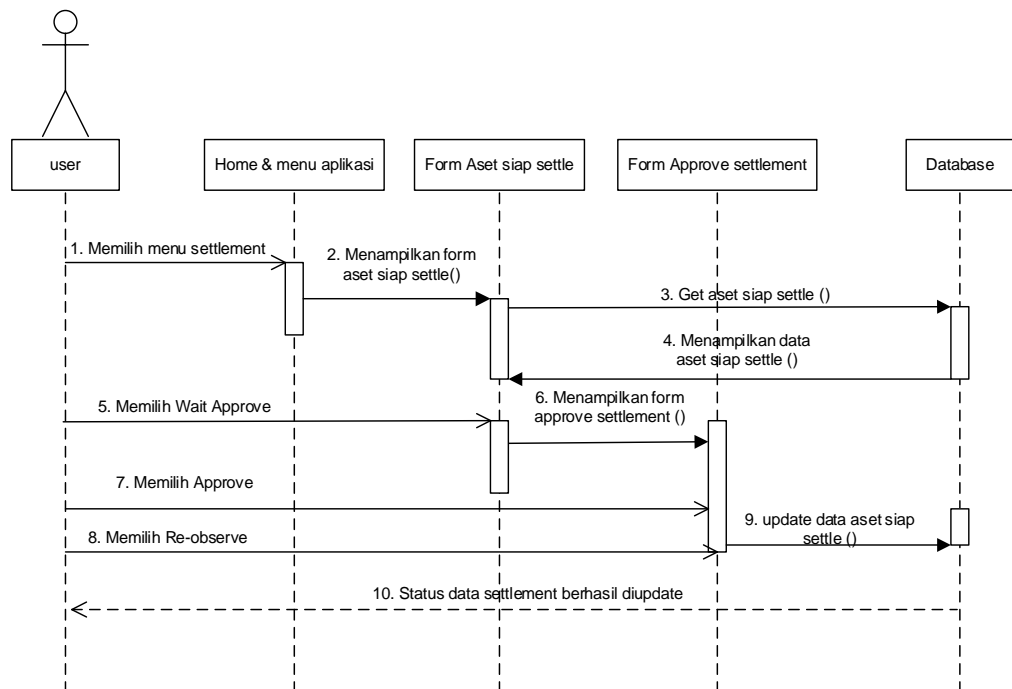 user
Home & menu aplikasi
Form Aset siap settle
Form Approve settlement
Database
1. Memilih menu settlement
2. Menampilkan form
aset siap settle()
3. Get aset siap settle ()
4. Menampilkan data
aset siap settle ()
5. Memilih Wait Approve
6. Menampilkan form
approve settlement ()
7. Memilih Approve
8. Memilih Re-observe
9. update data aset siap
settle ()
10. Status data settlement berhasil diupdate